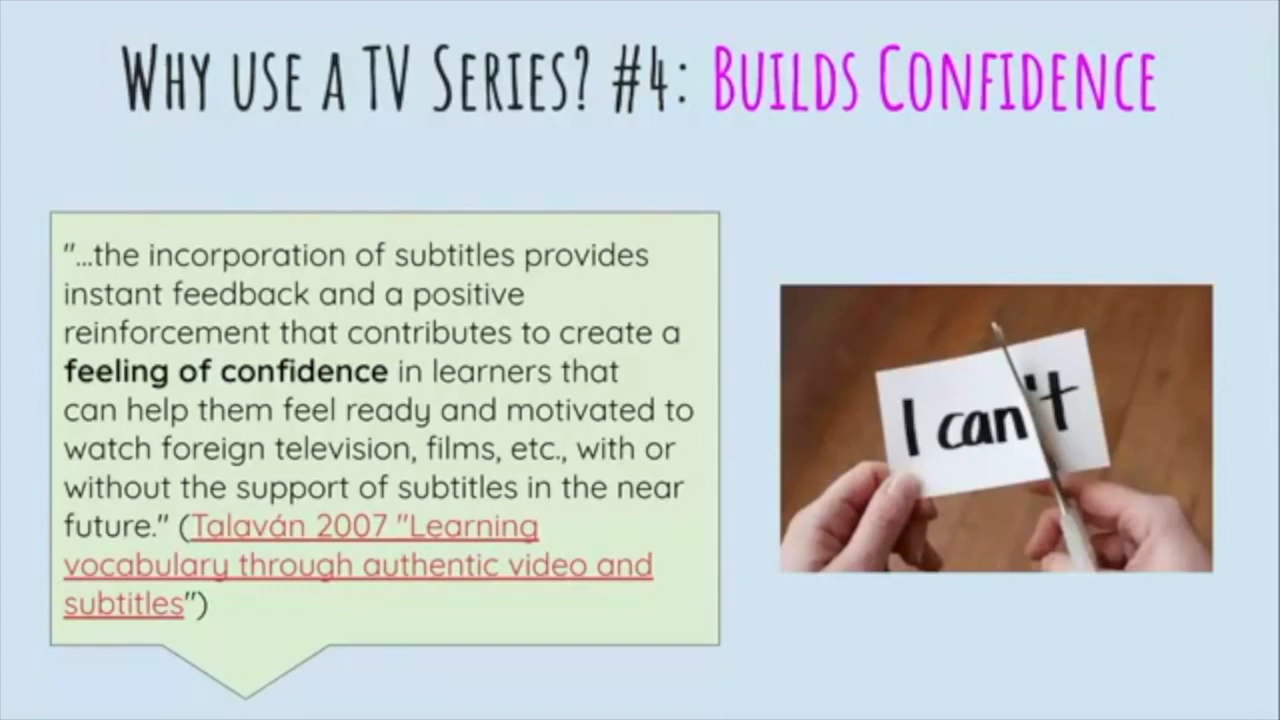 WHY USE A TV SERIES? #4: BUILDS CONFIDENCE
"...the incorporation of subtitles provides
instant feedback and a positive
reinforcement that contributes to create a
feeling of confidence in learners that
can help them feel ready and motivated to
watch foreign television, films, etc., with or
without the support of subtitles in the near
future." (Talaván 2007 "Learning
vocabulary through authentic video and
subtitles")
I can't